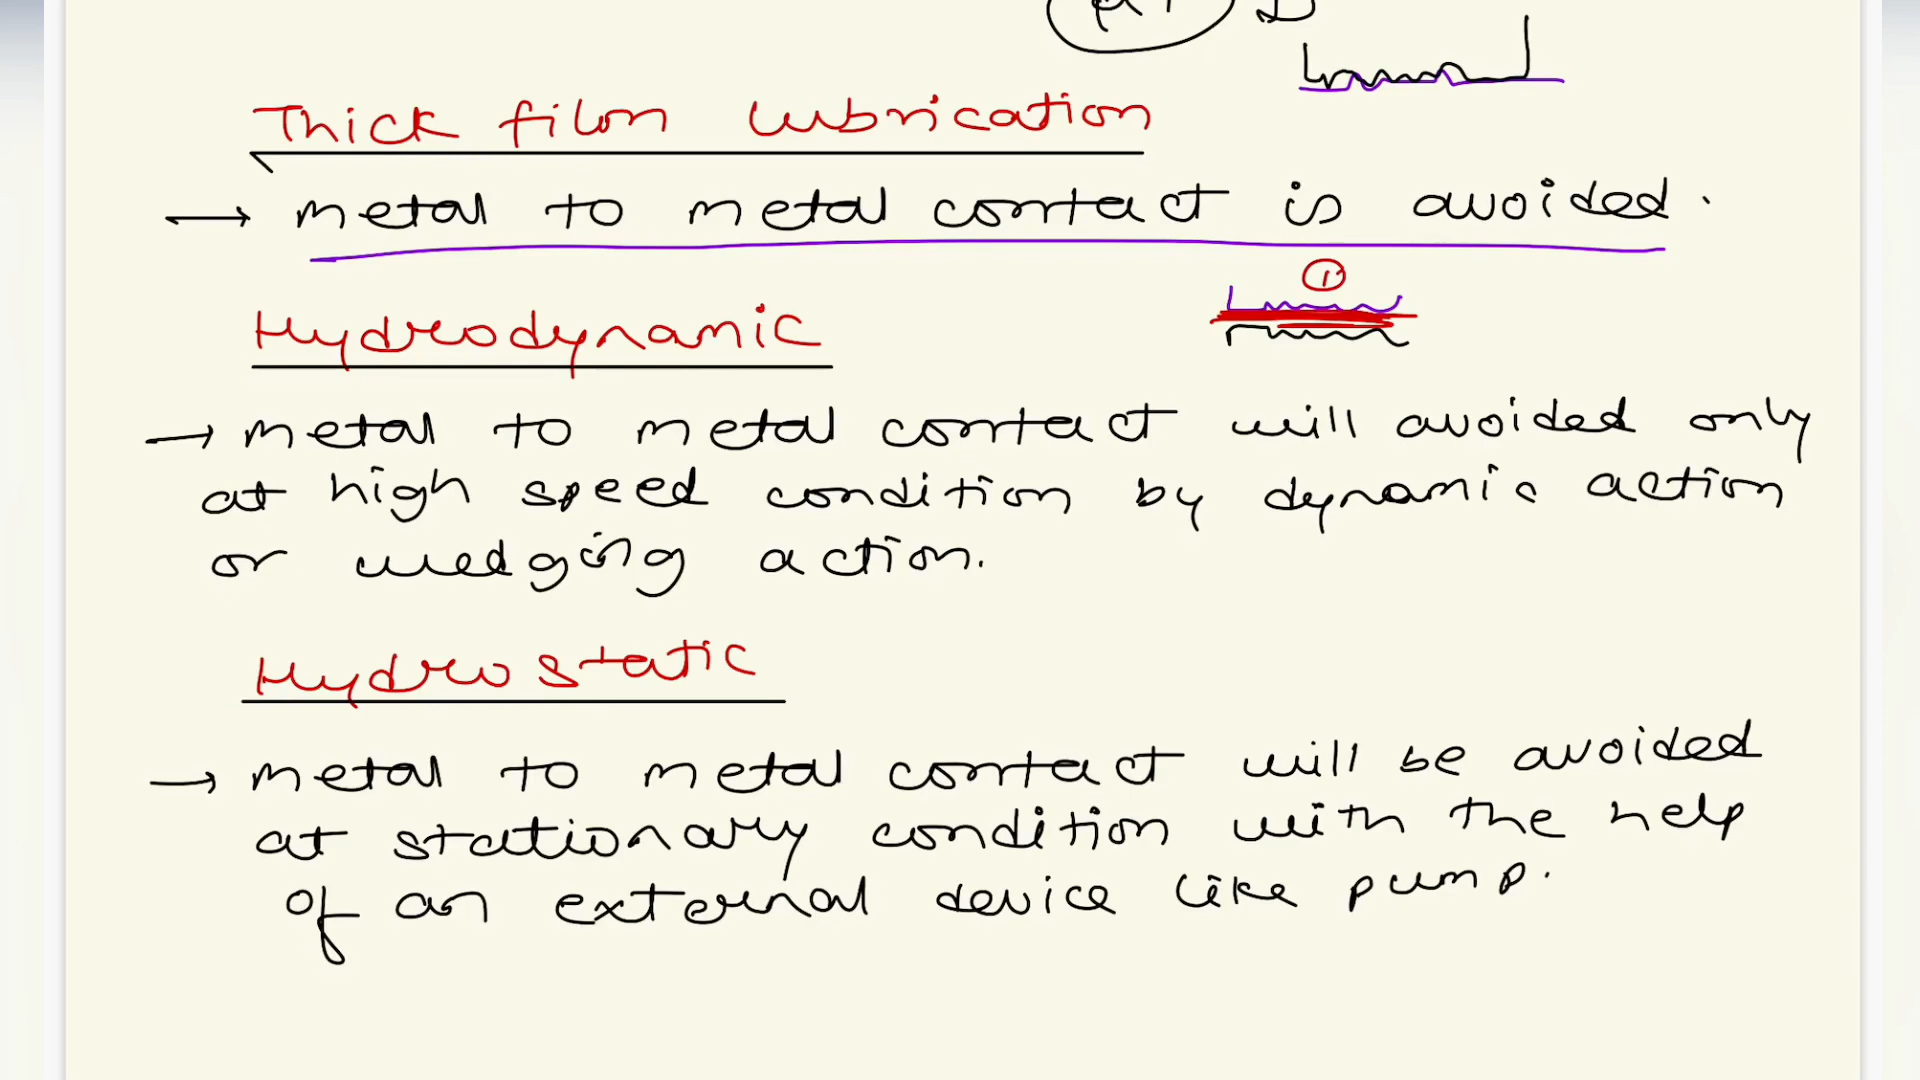 Thick film lubrication
→ metal to metal contact is avoided.
①
Hydrodynamic
→ metal to metal contact will avoided only
at high speed condition by dynamic action
or wedging action.
Hydrostatic
→ metal to metal contact will be avoided
at stationary condition with the help
of an external device like pump.